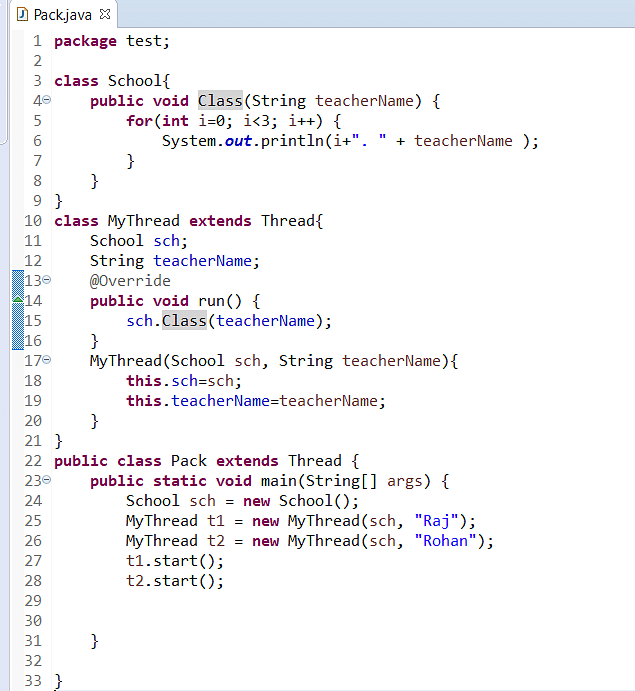 Pack.java
1 package test;
2
3 class School{
4     public void Class(String teacherName) {
5         for(int i=0; i<3; i++) {
6             System.out.println(i+". " + teacherName );
7         }
8     }
9 }
10 class MyThread extends Thread{
11     School sch;
12     String teacherName;
13     @Override
14     public void run() {
15         sch.Class(teacherName);
16     }
17     MyThread(School sch, String teacherName){
18         this.sch=sch;
19         this.teacherName=teacherName;
20     }
21 }
22 public class Pack extends Thread {
23     public static void main(String[] args) {
24         School sch = new School();
25         MyThread t1 = new MyThread(sch, "Raj");
26         MyThread t2 = new MyThread(sch, "Rohan");
27         t1.start();
28         t2.start();
29
30
31     }
32
33 }